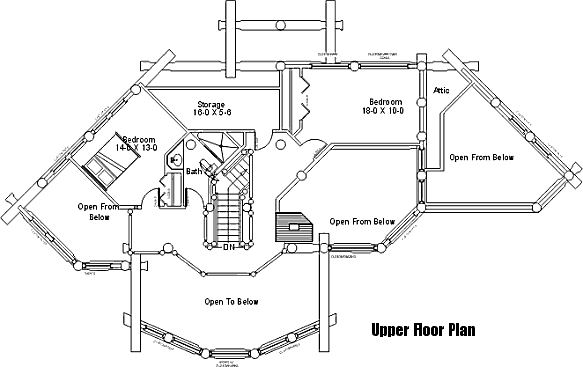 Attic
Storage
16-0 X 5-6
Bedroom
18-0 X 10-0
Bedroom
14-0 X 13-0
Open From Below
Bath
Open From
Below
Open From Below
DN
Open To Below
Upper Floor Plan